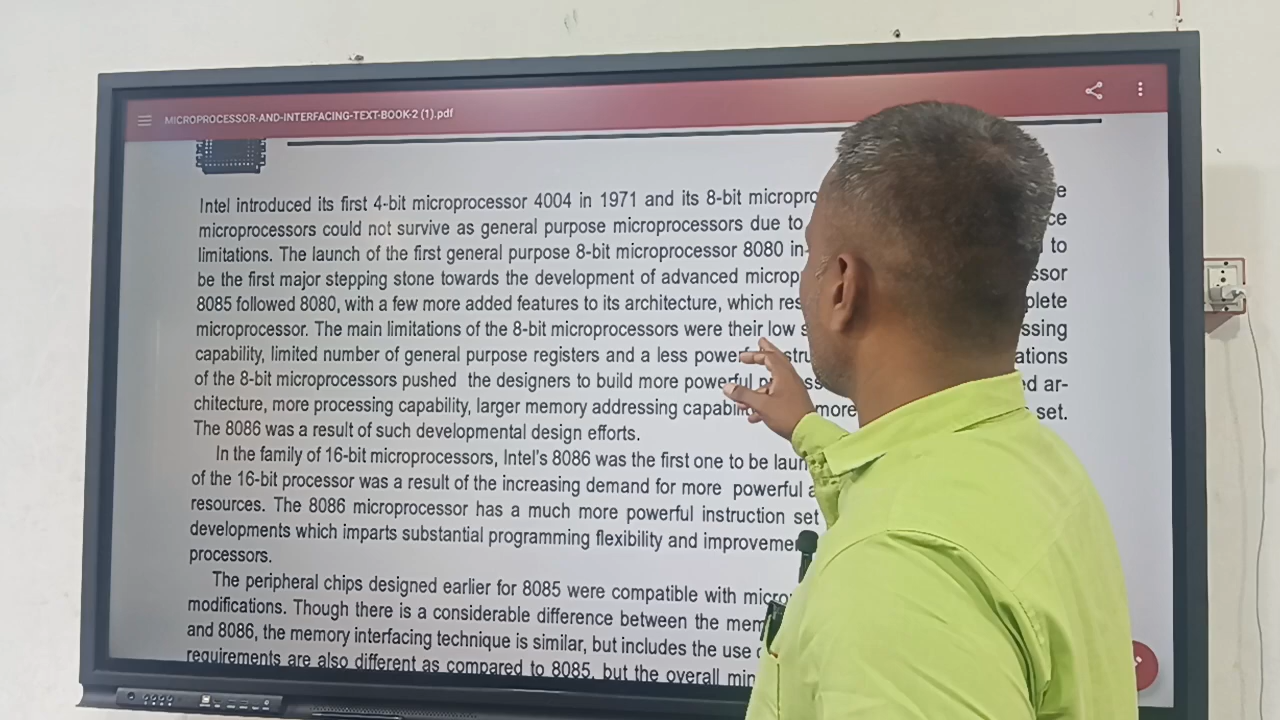 MICROPROCESSOR-AND-INTERFACING-TEXT-BOOK-2 (1).pdf
Intel introduced its first 4-bit microprocessor 4004 in 1971 and its 8-bit
microprocessors could not survive as general purpose microprocessors due to
limitations. The launch of the first general purpose 8-bit microprocessor 8080 to
be the first major stepping stone towards the development of advanced
8085 followed 8080, with a few more added features to its architecture, which
microprocessor. The main limitations of the 8-bit microprocessors were their low
capability, limited number of general purpose registers and a less
of the 8-bit microprocessors pushed the designers to build more powerful ar-
chitecture, more processing capability, larger memory addressing more set.
The 8086 was a result of such developmental design efforts.
In the family of 16-bit microprocessors, Intel's 8086 was the first one to be
of the 16-bit processor was a result of the increasing demand for more powerful
resources. The 8086 microprocessor has a much more powerful instruction set
developments which imparts substantial programming flexibility and
processors.
The peripheral chips designed earlier for 8085 were compatible with
modifications. Though there is a considerable difference between the
and 8086, the memory interfacing technique is similar, but includes the use
requirements are also different as compared to 8085, but the overall